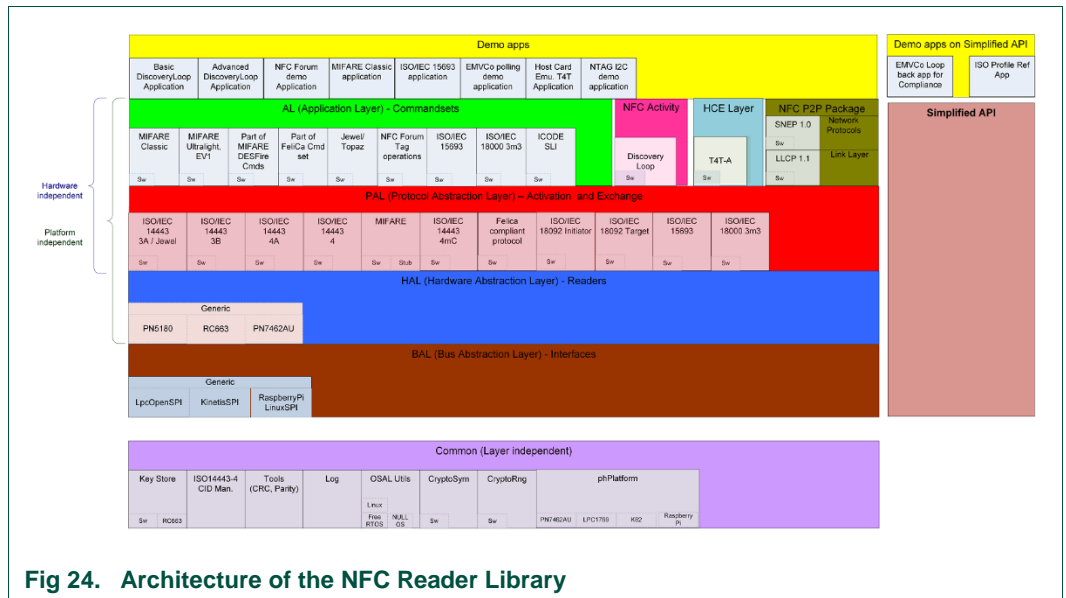 Demo apps
Demo apps on Simplified API
Basic
DiscoveryLoop
Application
Advanced
DiscoveryLoop
Application
NFC Forum
demo
Application
MIFARE Classic
application
ISO/IEC 15693
application
EMVCo polling
demo
application
Host Card
Emu. T4T
Application
NTAG I2C
demo
application
EMVCo Loop
back app for
Compliance
ISO Profile Ref
App
AL (Application Layer) - Commandsets
NFC Activity
HCE Layer
NFC P2P Package
Simplified API
MIFARE
Classic
Sw
MIFARE
Ultralight,
EV1
Sw
Part of
MIFARE
DESFire
Cmds
Sw
Part of
FeliCa Cmd
set
Sw
Jewel/
Topaz
Sw
NFC Forum
Tag
operations
Sw
ISO/IEC
15693
Sw
ISO/IEC
18000 3m3
Sw
ICODE
SLI
Sw
Discovery
Loop
Sw
T4T-A
Sw
SNEP 1.0
Sw
Network
Protocols
LLCP 1.1
Sw
Link Layer
Hardware
independent
Platform
independent
PAL (Protocol Abstraction Layer) – Activation and Exchange
ISO/IEC
14443
3A / Jewel
Sw
ISO/IEC
14443
3B
Sw
ISO/IEC
14443
4A
Sw
ISO/IEC
14443
4
Sw
MIFARE
Sw
Stub
ISO/IEC
14443
4mC
Sw
Felica
compliant
protocol
Sw
ISO/IEC
18092 Initiator
Sw
ISO/IEC
18092 Target
Sw
ISO/IEC
15693
Sw
ISO/IEC
18000 3m3
Sw
HAL (Hardware Abstraction Layer) - Readers
Generic
PN5180
RC663
PN7462AU
BAL (Bus Abstraction Layer) - Interfaces
Generic
LpcOpenSPI
KinetisSPI
RaspberryPi
LinuxSPI
Common (Layer independent)
Key Store
Sw
RC663
ISO14443-4
CID Man.
Tools
(CRC, Parity)
Log
OSAL Utils
Linux
Free
RTOS
NULL
OS
CryptoSym
Sw
CryptoRng
Sw
phPlatform
PN7462AU
LPC1769
K82
Raspberry
Pi
Fig 24. Architecture of the NFC Reader Library